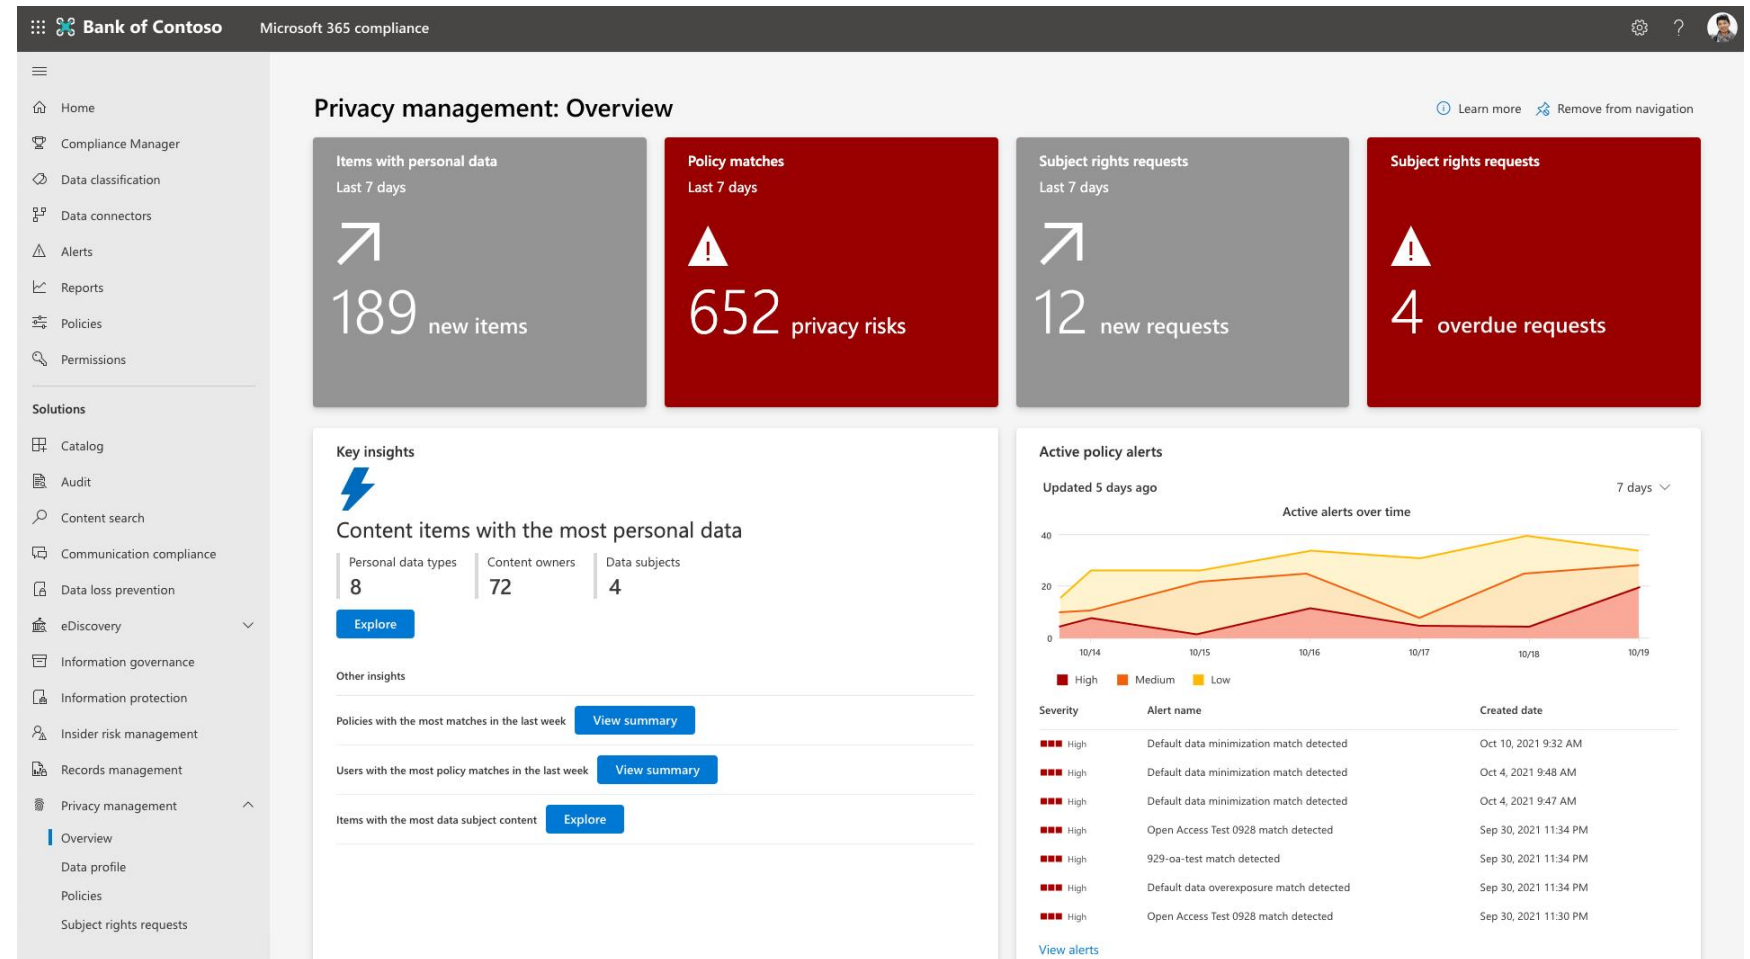 Bank of Contoso
Microsoft 365 compliance
?
Home
Compliance Manager
Data classification
Data connectors
Alerts
Reports
Policies
Permissions
Solutions
Catalog
Audit
Content search
Communication compliance
Data loss prevention
eDiscovery
Information governance
Information protection
Insider risk management
Records management
Privacy management
Overview
Data profile
Policies
Subject rights requests
Privacy management: Overview
Learn more
Remove from navigation
Items with personal data
Last 7 days
189 new items
Policy matches
Last 7 days
652 privacy risks
Subject rights requests
Last 7 days
12 new requests
Subject rights requests
4 overdue requests
Key insights
Content items with the most personal data
Personal data types
8
Content owners
72
Data subjects
4
Explore
Other insights
Policies with the most matches in the last week View summary
Users with the most policy matches in the last week View summary
Items with the most data subject content Explore
Active policy alerts
Updated 5 days ago
7 days
Active alerts over time
40
20
0
10/14 10/15 10/16 10/17 10/18 10/19
High Medium Low
Severity Alert name Created date
High Default data minimization match detected Oct 10, 2021 9:32 AM
High Default data minimization match detected Oct 4, 2021 9:48 AM
High Default data minimization match detected Oct 4, 2021 9:47 AM
High Open Access Test 0928 match detected Sep 30, 2021 11:34 PM
High 929-oa-test match detected Sep 30, 2021 11:34 PM
High Default data overexposure match detected Sep 30, 2021 11:34 PM
High Open Access Test 0928 match detected Sep 30, 2021 11:30 PM
View alerts